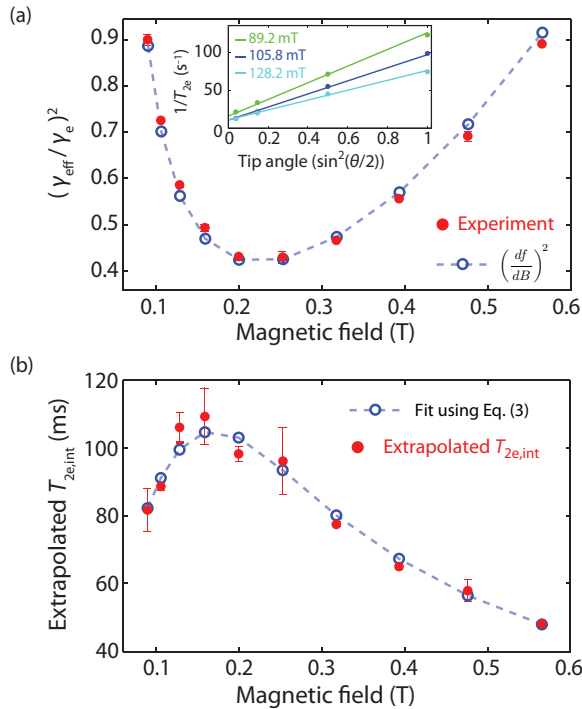 (a)
(γeff / γe)²
0.9
0.8
0.7
0.6
0.5
0.4
89.2 mT
105.8 mT
128.2 mT
1/T2e (s⁻¹)
100
50
0
0 0.2 0.4 0.6 0.8 1
Tip angle (sin²(θ/2))
Experiment
(df/dB)²
0.1 0.2 0.3 0.4 0.5 0.6
Magnetic field (T)
(b)
Extrapolated T2e,int (ms)
120
100
80
60
40
Fit using Eq. (3)
Extrapolated T2e,int
0.1 0.2 0.3 0.4 0.5 0.6
Magnetic field (T)